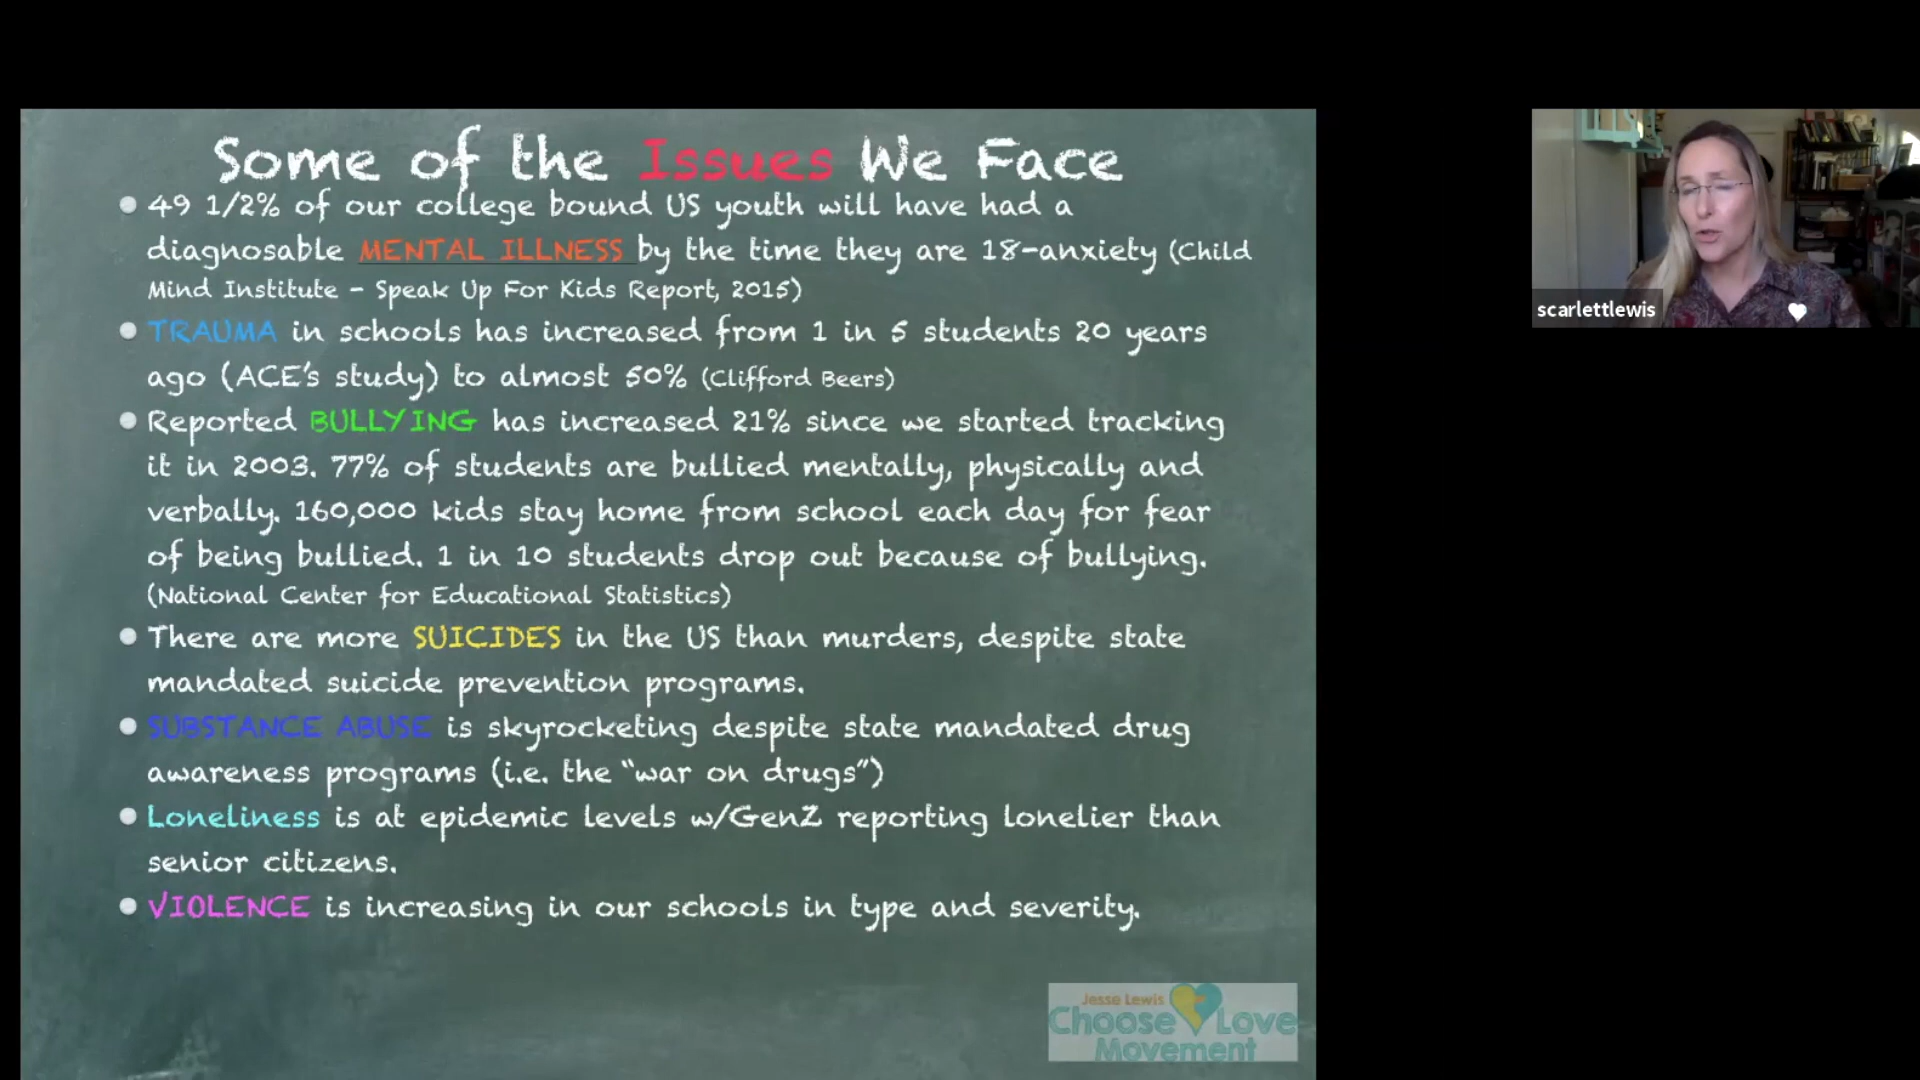 Some of the Issues We Face
49 1/2% of our college bound US youth will have had a
diagnosable MENTAL ILLNESS by the time they are 18-anxiety (Child
Mind Institute - Speak Up For Kids Report, 2015)
TRAUMA in schools has increased from 1 in 5 students 20 years
ago (ACE's study) to almost 50% (Clifford Beers)
Reported BULLYING has increased 21% since we started tracking
it in 2003. 77% of students are bullied mentally, physically and
verbally. 160,000 kids stay home from school each day for fear
of being bullied. 1 in 10 students drop out because of bullying.
(National Center for Educational Statistics)
There are more SUICIDES in the US than murders, despite state
mandated suicide prevention programs.
SUBSTANCE ABUSE is skyrocketing despite state mandated drug
awareness programs (i.e. the "war on drugs")
Loneliness is at epidemic levels w/GenZ reporting lonelier than
senior citizens.
VIOLENCE is increasing in our schools in type and severity.
Jesse Lewis
Choose Love
Movement
scarlettlewis